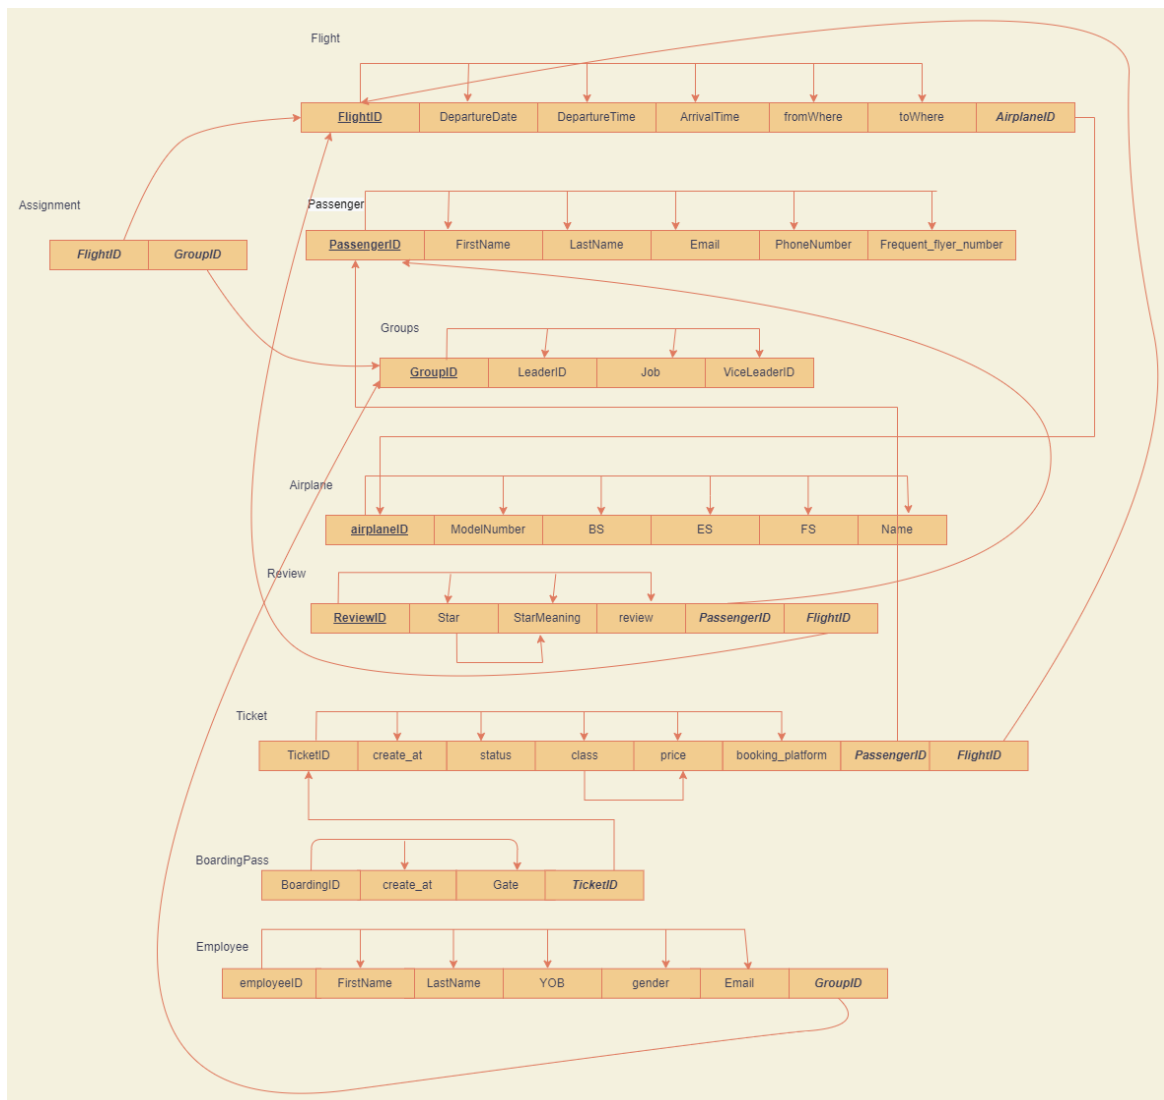 Flight
FlightID DepartureDate DepartureTime ArrivalTime fromWhere toWhere AirplaneID
Assignment
FlightID GroupID
Passenger
PassengerID FirstName LastName Email PhoneNumber Frequent_flyer_number
Groups
GroupID LeaderID Job ViceLeaderID
Airplane
airplaneID ModelNumber BS ES FS Name
Review
ReviewID Star StarMeaning review PassengerID FlightID
Ticket
TicketID create_at status class price booking_platform PassengerID FlightID
BoardingPass
BoardingID create_at Gate TicketID
Employee
employeeID FirstName LastName YOB gender Email GroupID